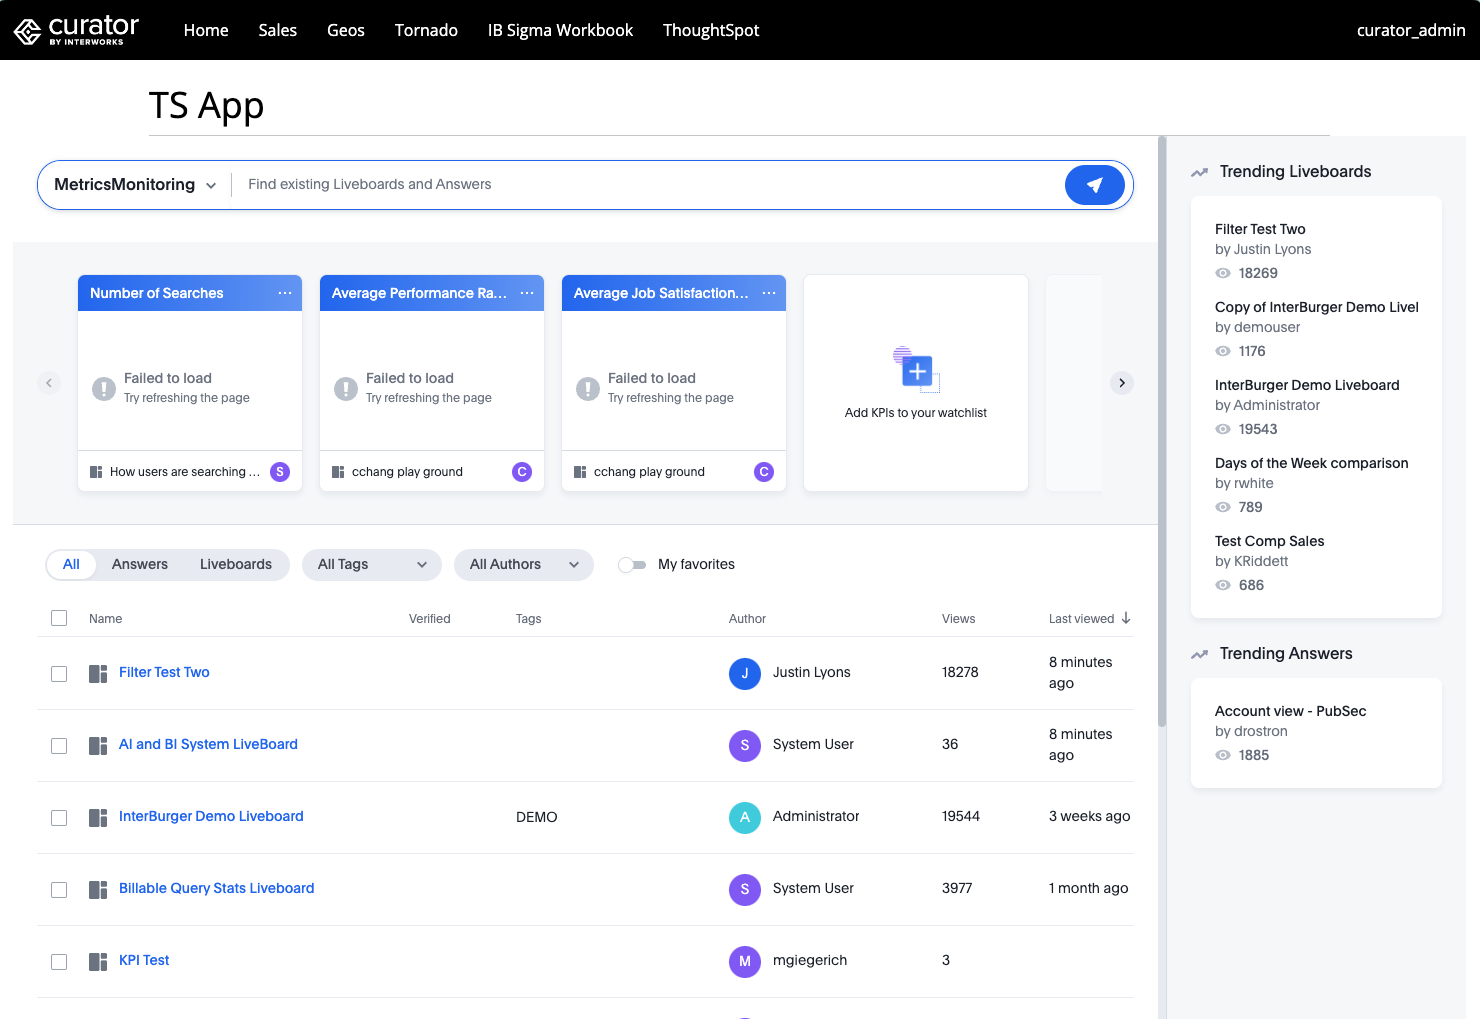 curator
BY INTERWORKS
Home
Sales
Geos
Tornado
IB Sigma Workbook
ThoughtSpot
curator_admin
TS App
MetricsMonitoring
Find existing Liveboards and Answers
Number of Searches ...
Failed to load
Try refreshing the page
How users are searching ...
S
Average Performance Ra... ...
Failed to load
Try refreshing the page
cchang play ground
C
Average Job Satisfaction... ...
Failed to load
Try refreshing the page
cchang play ground
C
Add KPIs to your watchlist
All
Answers
Liveboards
All Tags
All Authors
My favorites
Name
Verified
Tags
Author
Views
Last viewed
Filter Test Two
J
Justin Lyons
18278
8 minutes
ago
AI and BI System LiveBoard
S
System User
36
8 minutes
ago
InterBurger Demo Liveboard
DEMO
A
Administrator
19544
3 weeks ago
Billable Query Stats Liveboard
S
System User
3977
1 month ago
KPI Test
M
mgiegerich
3
Trending Liveboards
Filter Test Two
by Justin Lyons
18269
Copy of InterBurger Demo Livel
by demouser
1176
InterBurger Demo Liveboard
by Administrator
19543
Days of the Week comparison
by rwhite
789
Test Comp Sales
by KRiddett
686
Trending Answers
Account view - PubSec
by drostron
1885